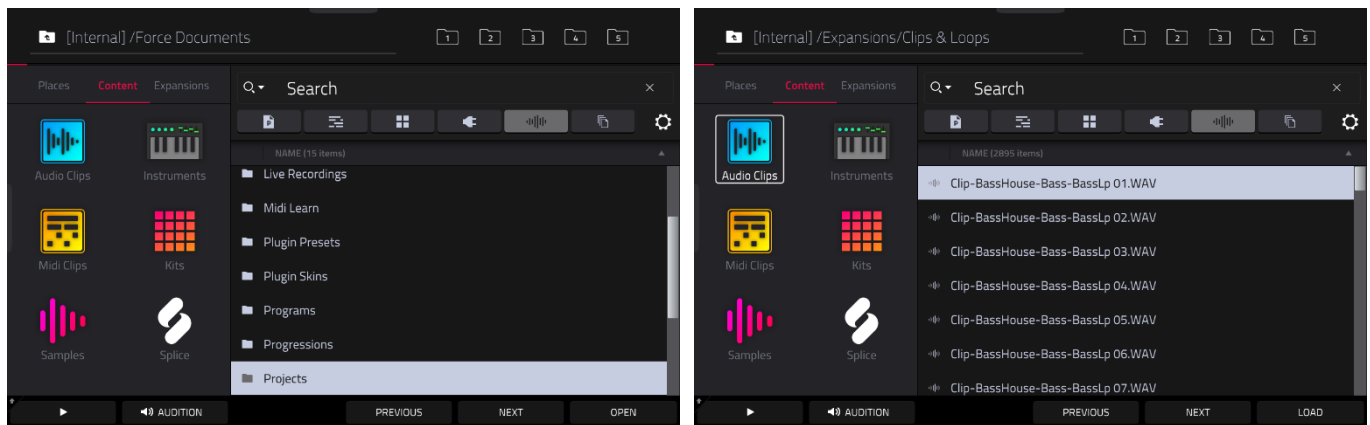 [Internal] /Force Documents
1 2 3 4 5
Places Content Expansions
Search
NAME (15 items)
Audio Clips Instruments
Midi Clips Kits
Samples Splice
Live Recordings
Midi Learn
Plugin Presets
Plugin Skins
Programs
Progressions
Projects
AUDITION PREVIOUS NEXT OPEN
[Internal] /Expansions/Clips & Loops
1 2 3 4 5
Places Content Expansions
Search
NAME (2895 items)
Audio Clips Instruments
Midi Clips Kits
Samples Splice
Clip-BassHouse-Bass-BassLp 01.WAV
Clip-BassHouse-Bass-BassLp 02.WAV
Clip-BassHouse-Bass-BassLp 03.WAV
Clip-BassHouse-Bass-BassLp 04.WAV
Clip-BassHouse-Bass-BassLp 05.WAV
Clip-BassHouse-Bass-BassLp 06.WAV
Clip-BassHouse-Bass-BassLp 07.WAV
AUDITION PREVIOUS NEXT LOAD